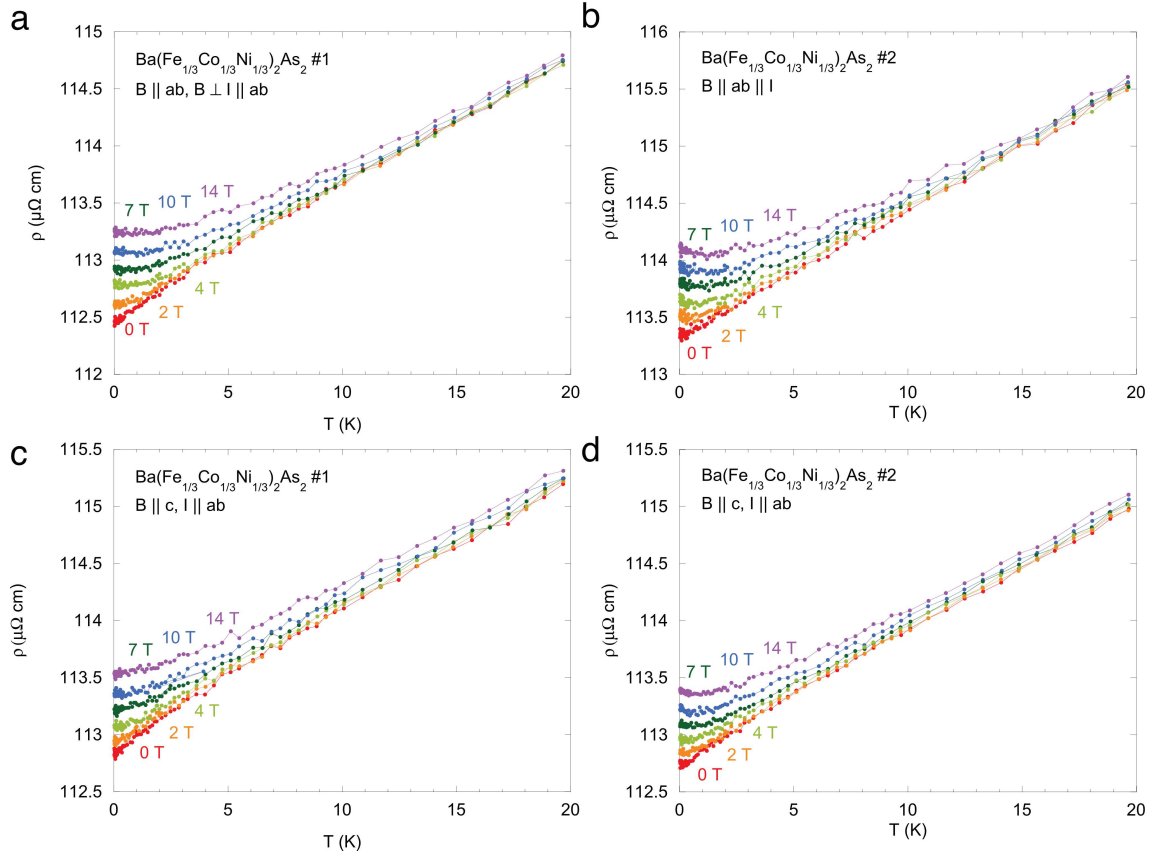 a
Ba(Fe1/3Co1/3Ni1/3)2As2 #1
B || ab, B ⊥ I || ab
115
114.5
114
113.5
113
112.5
112
ρ (μΩ cm)
7 T
10 T
14 T
4 T
2 T
0 T
0 5 10 15 20
T (K)
b
Ba(Fe1/3Co1/3Ni1/3)2As2 #2
B || ab || I
116
115.5
115
114.5
114
113.5
113
ρ (μΩ cm)
7 T
10 T
14 T
4 T
2 T
0 T
0 5 10 15 20
T (K)
c
Ba(Fe1/3Co1/3Ni1/3)2As2 #1
B || c, I || ab
115.5
115
114.5
114
113.5
113
112.5
ρ (μΩ cm)
7 T
10 T
14 T
4 T
2 T
0 T
0 5 10 15 20
T (K)
d
Ba(Fe1/3Co1/3Ni1/3)2As2 #2
B || c, I || ab
115.5
115
114.5
114
113.5
113
112.5
ρ (μΩ cm)
7 T
10 T
14 T
4 T
2 T
0 T
0 5 10 15 20
T (K)